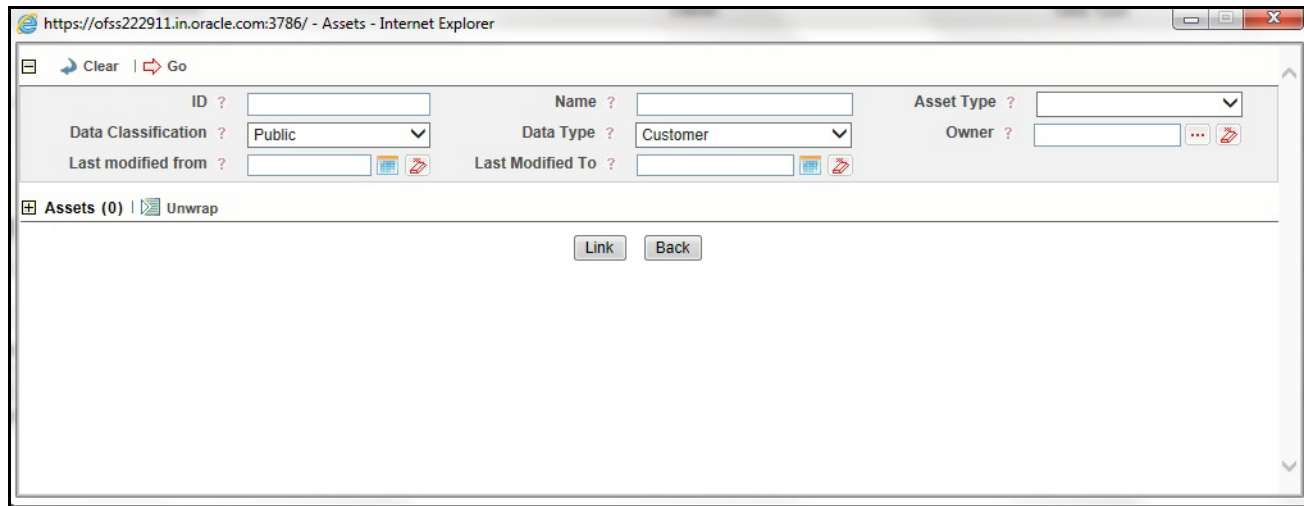 https://ofss222911.in.oracle.com:3786/ - Assets - Internet Explorer
Clear | Go
ID ? Name ? Asset Type ?
Data Classification ? Public Data Type ? Customer Owner ? ...
Last modified from ? Last Modified To ?
Assets (0) | Unwrap
Link Back